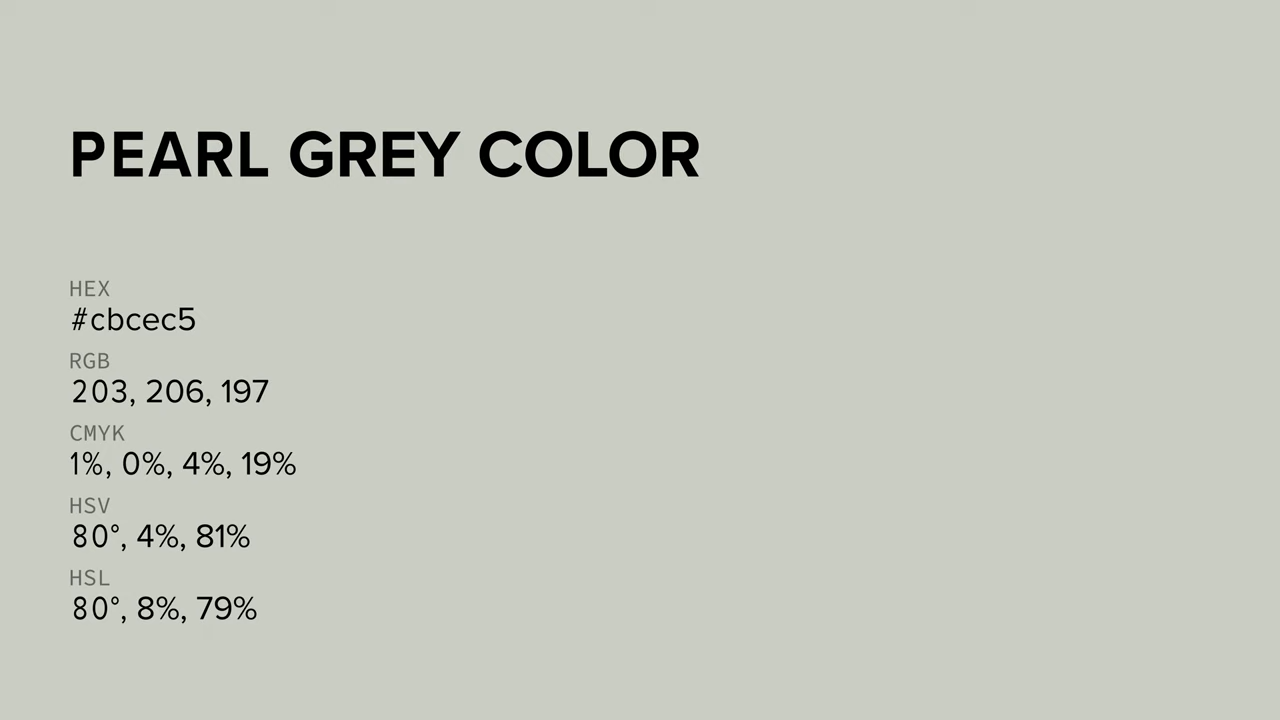 PEARL GREY COLOR
HEX
#cbcec5
RGB
203, 206, 197
CMYK
1%, 0%, 4%, 19%
HSV
80°, 4%, 81%
HSL
80°, 8%, 79%